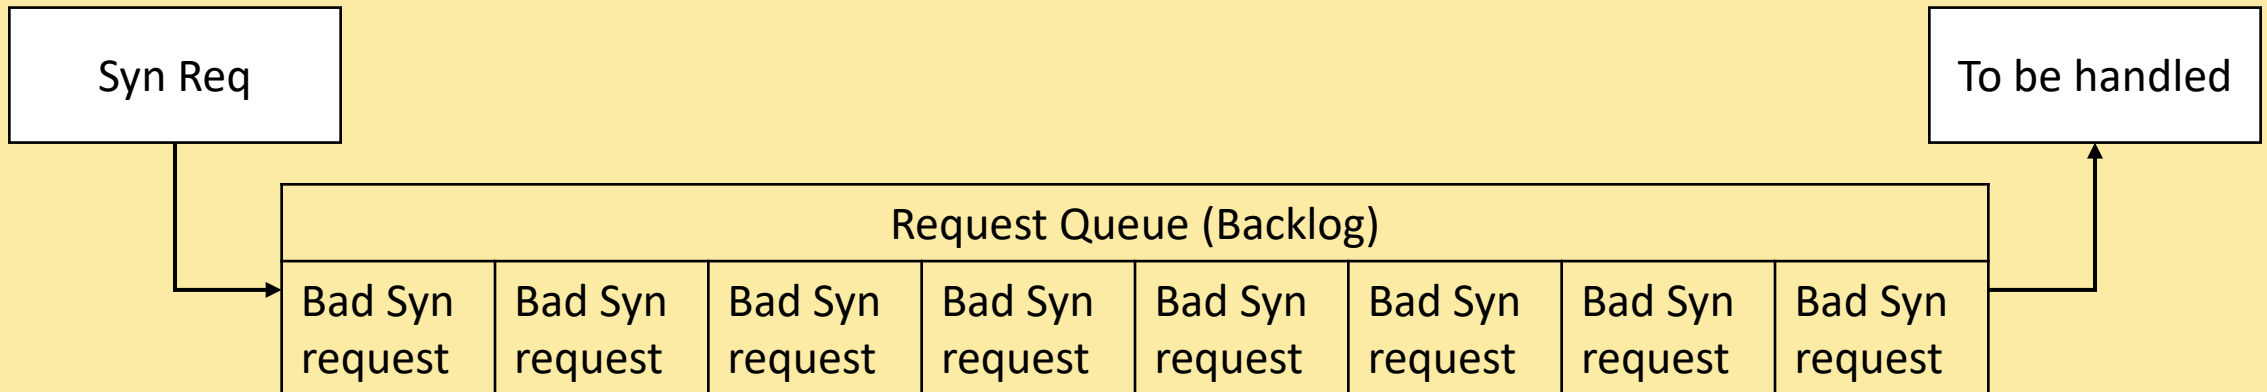 Syn Req
To be handled
Request Queue (Backlog)
Bad Syn
request
Bad Syn
request
Bad Syn
request
Bad Syn
request
Bad Syn
request
Bad Syn
request
Bad Syn
request
Bad Syn
request